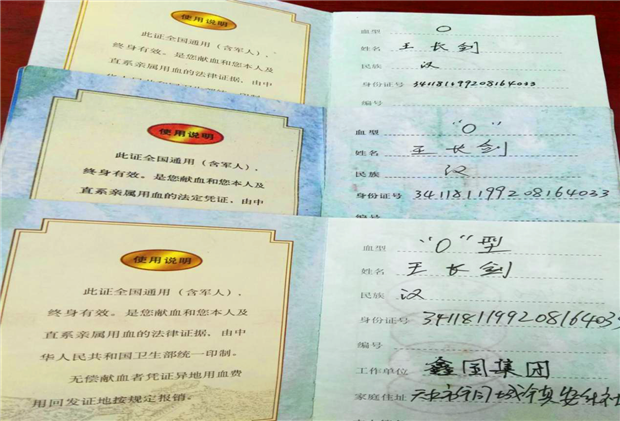 使用说明
此证全国通用（含军人）、
终身有效。是您献血和您本人及
直系亲属用血的法律证据，由中
血型 O
姓名 王长剑
民族 汉
身份证号 341181199208164033
编号
使用说明
此证全国通用（含军人）、
终身有效。是您献血和您本人及
直系亲属用血的法定凭证，由中
血型 "O"
姓名 王长剑
民族 汉
身份证号 341181199208164033
使用说明
此证全国通用（含军人）、
终身有效。是您献血和您本人及
直系亲属用血的法律证据，由中
华人民共和国卫生部统一印制。
无偿献血者凭证异地用血费
用回发证地按规定报销。
血型 "O"型
姓名 王长剑
民族 汉
身份证号 341181199208164033
编号
工作单位 鑫国集团
家庭住址